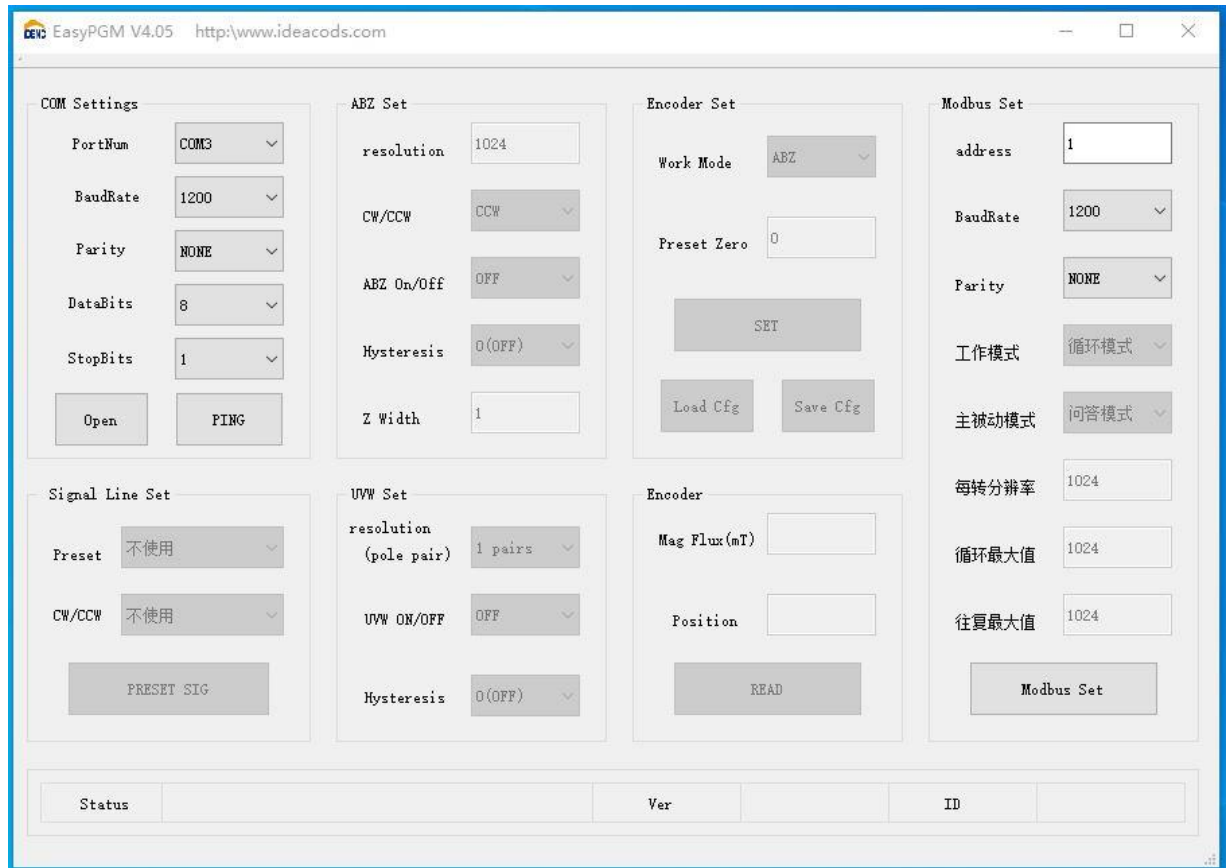 IDENC EasyPGM V4.05 http:\www.ideacods.com
COM Settings
PortNum COM3
BaudRate 1200
Parity NONE
DataBits 8
StopBits 1
Open PING
ABZ Set
resolution 1024
CW/CCW CCW
ABZ On/Off OFF
Hysteresis 0(OFF)
Z Width 1
Encoder Set
Work Mode ABZ
Preset Zero 0
SET
Load Cfg Save Cfg
Modbus Set
address 1
BaudRate 1200
Parity NONE
工作模式 循环模式
主被动模式 问答模式
每转分辨率 1024
循环最大值 1024
往复最大值 1024
Modbus Set
Signal Line Set
Preset 不使用
CW/CCW 不使用
PRESET SIG
UVW Set
resolution
(pole pair) 1 pairs
UVW ON/OFF OFF
Hysteresis 0(OFF)
Encoder
Mag Flux(mT)
Position
READ
Status Ver ID